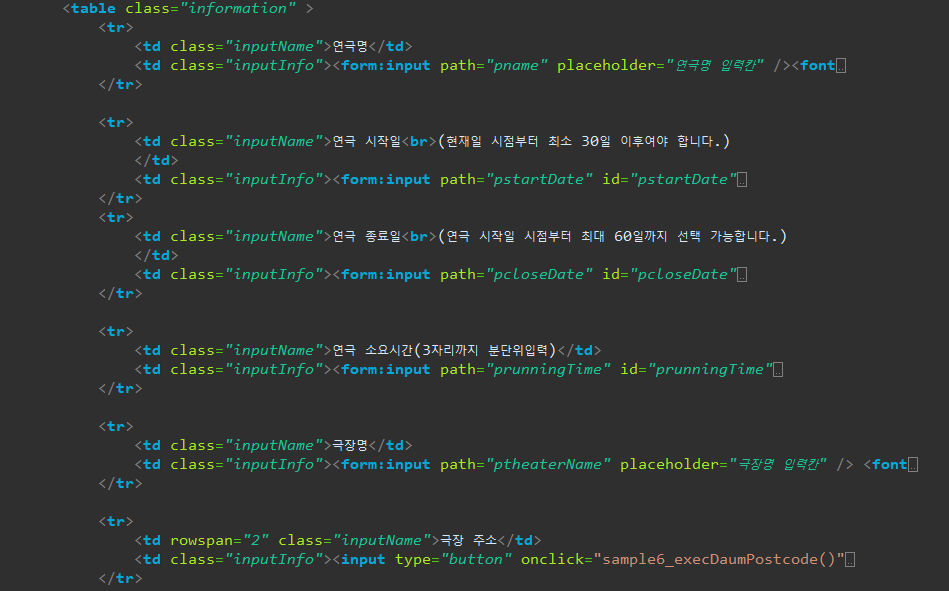 <table class="information" >
<tr>
<td class="inputName">연극명</td>
<td class="inputInfo"><form:input path="pname" placeholder="연극명 입력칸" /><font
</tr>
<tr>
<td class="inputName">연극 시작일<br>(현재일 시점부터 최소 30일 이후여야 합니다.)
</td>
<td class="inputInfo"><form:input path="pstartDate" id="pstartDate"
</tr>
<tr>
<td class="inputName">연극 종료일<br>(연극 시작일 시점부터 최대 60일까지 선택 가능합니다.)
</td>
<td class="inputInfo"><form:input path="pcloseDate" id="pcloseDate"
</tr>
<tr>
<td class="inputName">연극 소요시간(3자리까지 분단위입력)</td>
<td class="inputInfo"><form:input path="prunningTime" id="prunningTime"
</tr>
<tr>
<td class="inputName">극장명</td>
<td class="inputInfo"><form:input path="ptheaterName" placeholder="극장명 입력칸" /> <font
</tr>
<tr>
<td rowspan="2" class="inputName">극장 주소</td>
<td class="inputInfo"><input type="button" onclick="sample6_execDaumPostcode()"
</tr>